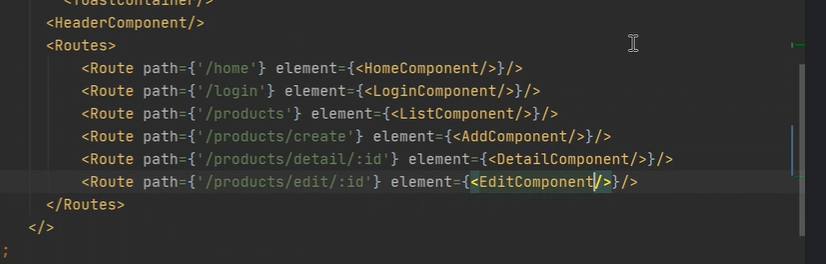 <ToastContainer/>
<HeaderComponent/>
<Routes>
<Route path={'/home'} element={<HomeComponent/>}/>
<Route path={'/login'} element={<LoginComponent/>}/>
<Route path={'/products'} element={<ListComponent/>}/>
<Route path={'/products/create'} element={<AddComponent/>}/>
<Route path={'/products/detail/:id'} element={<DetailComponent/>}/>
<Route path={'/products/edit/:id'} element={<EditComponent/>}/>
</Routes>
</>
;